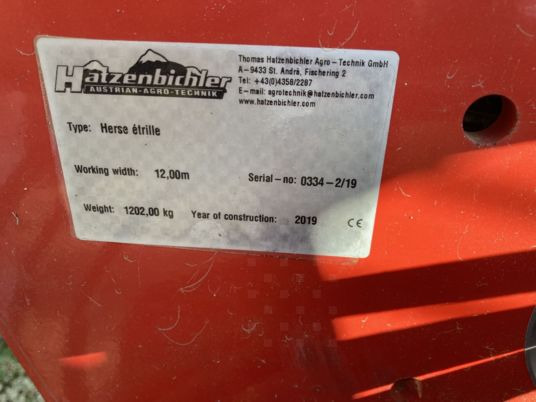 Hatzenbichler
AUSTRIAN-AGRO-TECHNIK
Thomas Hatzenbichler Agro - Technik GmbH
A - 9433 St. Andrä, Fischering 2
Tel: +43(0)4358/2287
E - mail: agrotechnik@hatzenbichler.com
www.hatzenbichler.com
Type: Herse étrille
Working width: 12,00m
Serial - no: 0334 - 2/19
Weight: 1202,00 kg
Year of construction: 2019
CE